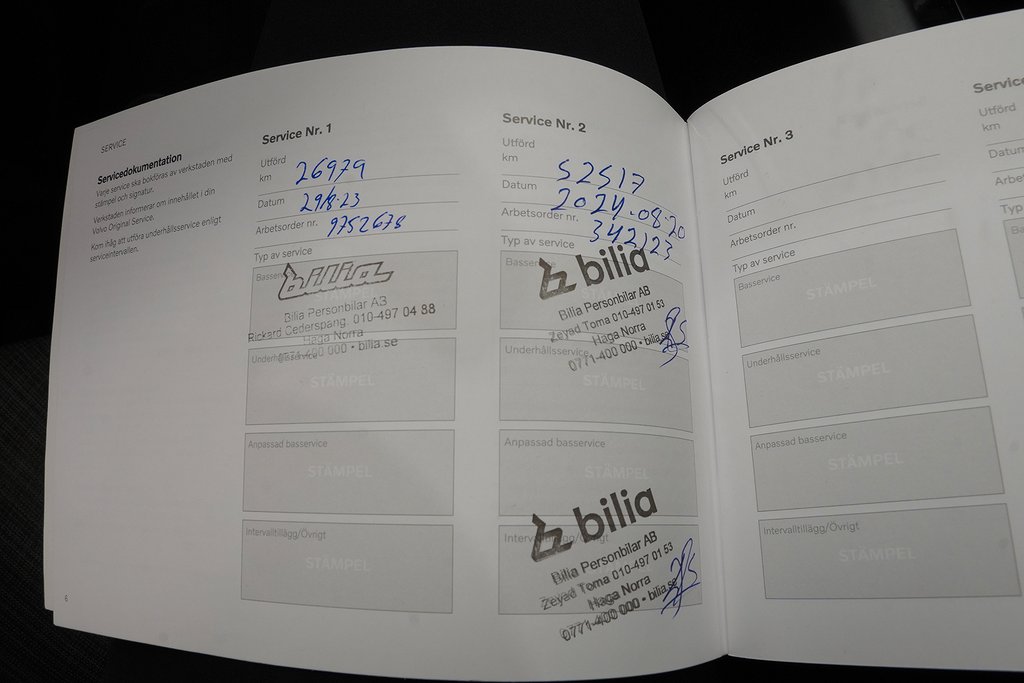 SERVICE
Servicedokumentation
Varje service ska bokföras av verkstaden med
stämpel och signatur.
Verkstaden informerar om innehållet i din
Volvo Original Service.
Kom ihåg att utföra underhållsservice enligt
serviceintervallen.
6
Service Nr. 1
Utförd
km 26979
Datum 29/8-23
Arbetsorder nr. 9752678
Typ av service
Basservice
bilia
Bilia Personbilar AB
Rickard Cederspang. 010-497 04 88
Haga Norra
0771-400 000 • bilia.se
Underhållsservice
STÄMPEL
Anpassad basservice
STÄMPEL
Intervalltillägg/Övrigt
STÄMPEL
Service Nr. 2
Utförd
km 52517
Datum 2024-08-20
Arbetsorder nr. 342123
Typ av service
Basservice
bilia
Bilia Personbilar AB
Zeyad Toma 010-497 01 53
Haga Norra
0771-400 000 • bilia.se
Underhållsservice
STÄMPEL
Anpassad basservice
STÄMPEL
bilia
Intervalltillägg/Övrigt
Bilia Personbilar AB
Zeyad Toma 010-497 01 53
Haga Norra
0771-400 000 • bilia.se
Service Nr. 3
Utförd
km
Datum
Arbetsorder nr.
Typ av service
Basservice
STÄMPEL
Underhållsservice
STÄMPEL
Anpassad basservice
STÄMPEL
Intervalltillägg/Övrigt
STÄMPEL
Service
Utförd
km
Datum